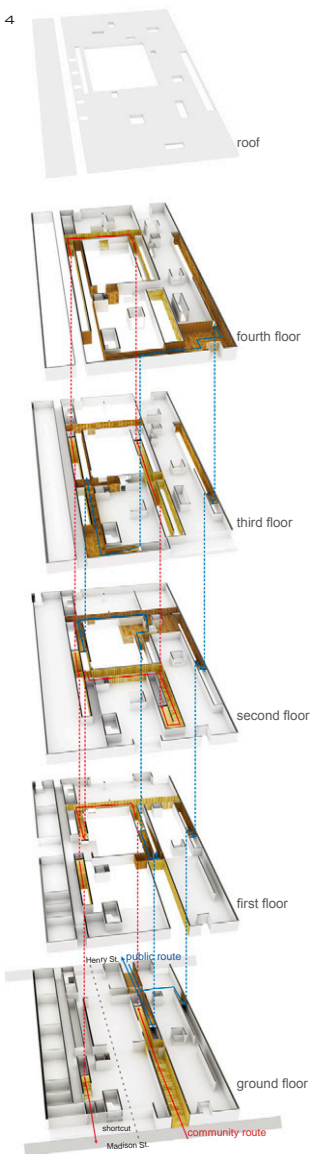 4
roof
fourth floor
third floor
second floor
first floor
Henry St.
public route
ground floor
shortcut
community route
Madison St.